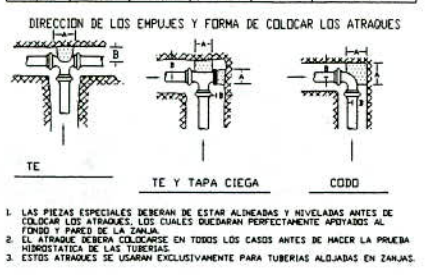 DIRECCION DE LOS EMPUJES Y FORMA DE COLOCAR LOS ATRAQUES
A
B
A
B
A
B
A
B
A
B
TE
TE Y TAPA CIEGA
CODO
1. LAS PIEZAS ESPECIALES DEBERAN DE ESTAR ALINEADAS Y NIVELADAS ANTES DE
COLOCAR LOS ATRAQUES, LOS CUALES QUEDARAN PERFECTAMENTE APOYADOS AL
FONDO Y PARED DE LA ZANJA.
2. EL ATRAQUE DEBERA COLOCARSE EN TODOS LOS CASOS ANTES DE HACER LA PRUEBA
HIDROSTATICA DE LAS TUBERIAS.
3. ESTOS ATRAQUES SE USARAN EXCLUSIVAMENTE PARA TUBERIAS ALOJADAS EN ZANJAS.